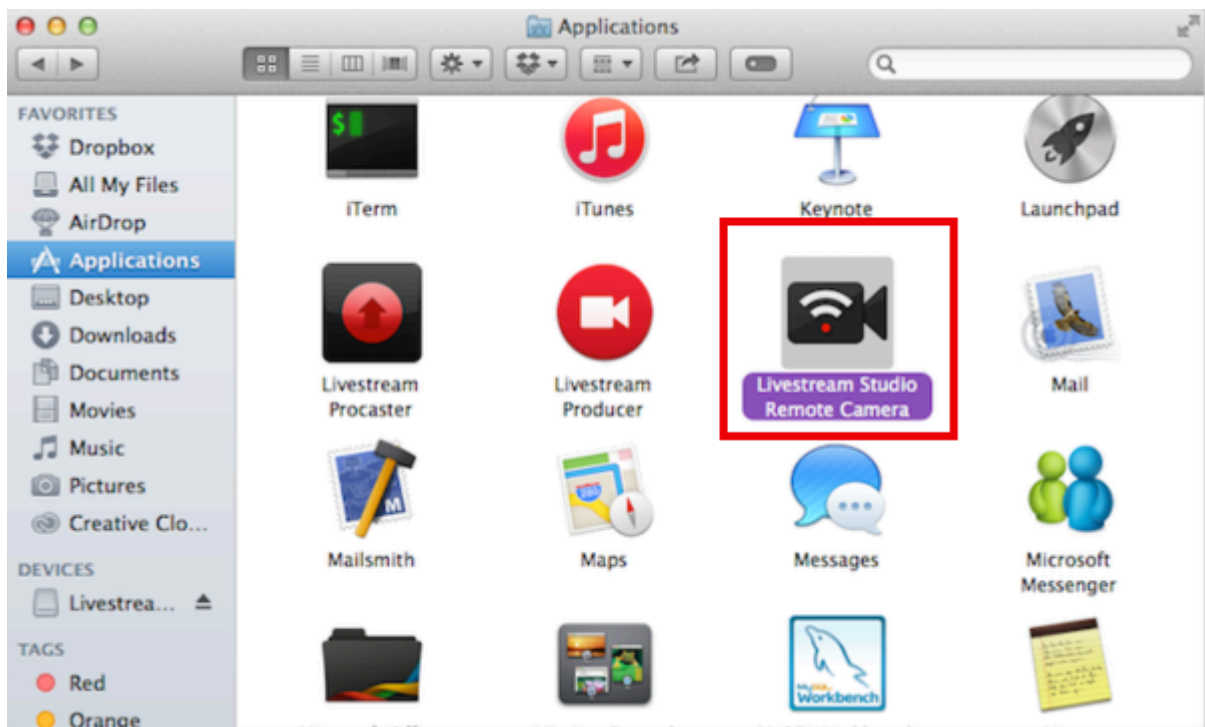 Applications
FAVORITES
Dropbox
All My Files
AirDrop
Applications
Desktop
Downloads
Documents
Movies
Music
Pictures
Creative Clo...
DEVICES
Livestrea...
TAGS
Red
Orange
$
iTerm
iTunes
Keynote
Launchpad
Livestream
Procaster
Livestream
Producer
Livestream Studio
Remote Camera
Mail
M
Mailsmith
280
Maps
Messages
Microsoft
Messenger
MySQL
Workbench